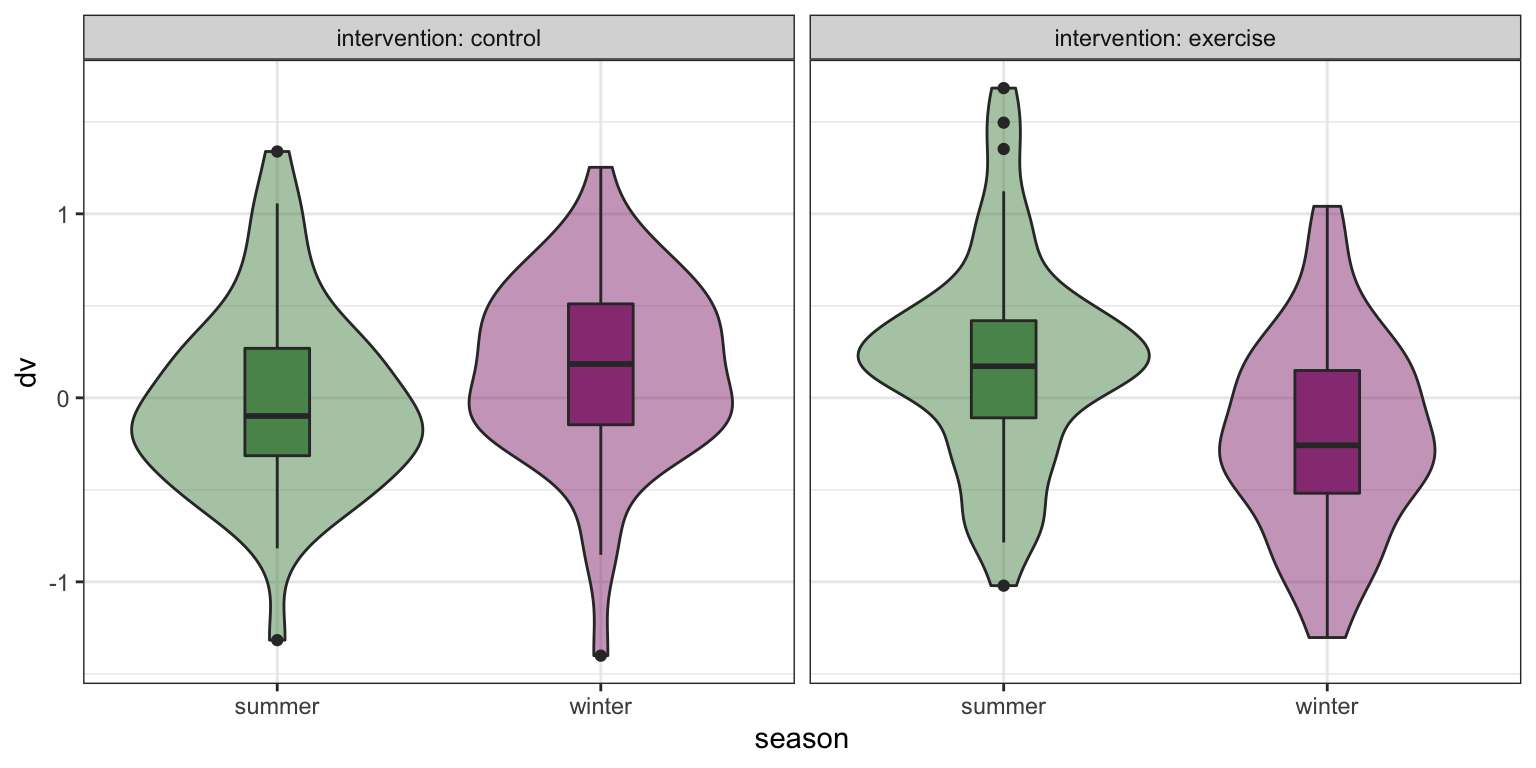 intervention: control
intervention: exercise
dv
1
0
-1
summer
winter
summer
winter
season